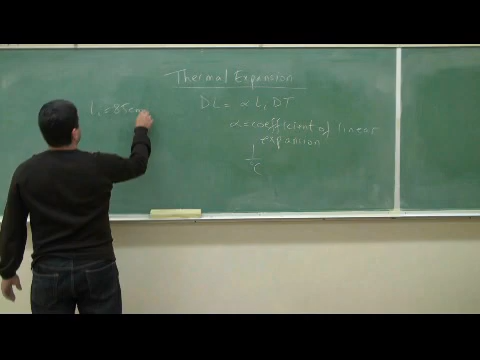 Thermal Expansion
L₁ = 85cm
DL = ∝ L₁ DT
∝ = coefficient of linear
expansion
1/°C